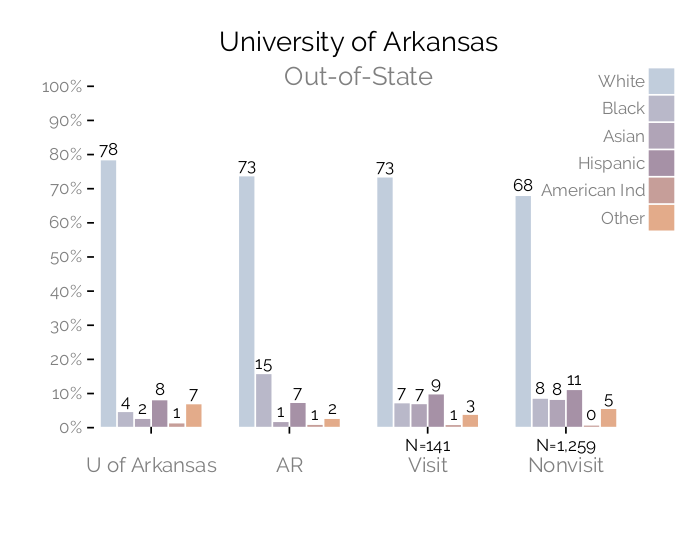 University of Arkansas
Out-of-State
100%
90%
80%
70%
60%
50%
40%
30%
20%
10%
0%
White
Black
Asian
Hispanic
American Ind
Other
78 4 2 8 1 7
73 15 1 7 1 2
73 7 7 9 1 3
68 8 8 11 0 5
N=141 N=1,259
U of Arkansas AR Visit Nonvisit